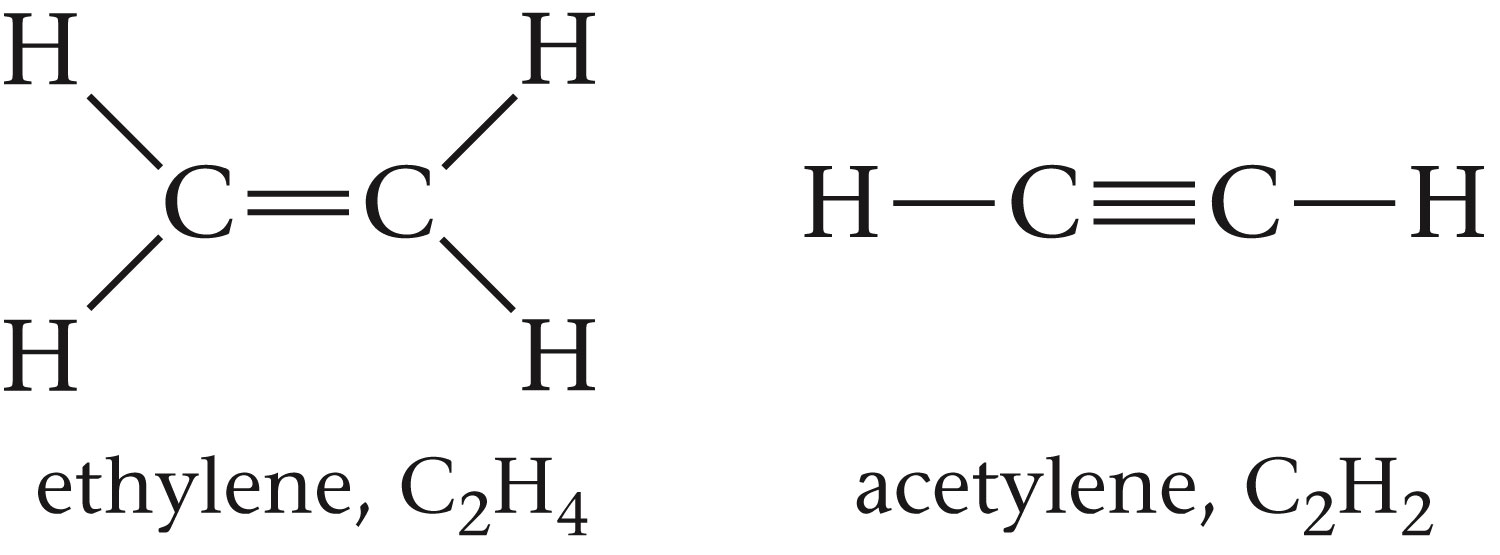 H H
C C H C C H
H H
ethylene, C₂H₄ acetylene, C₂H₂